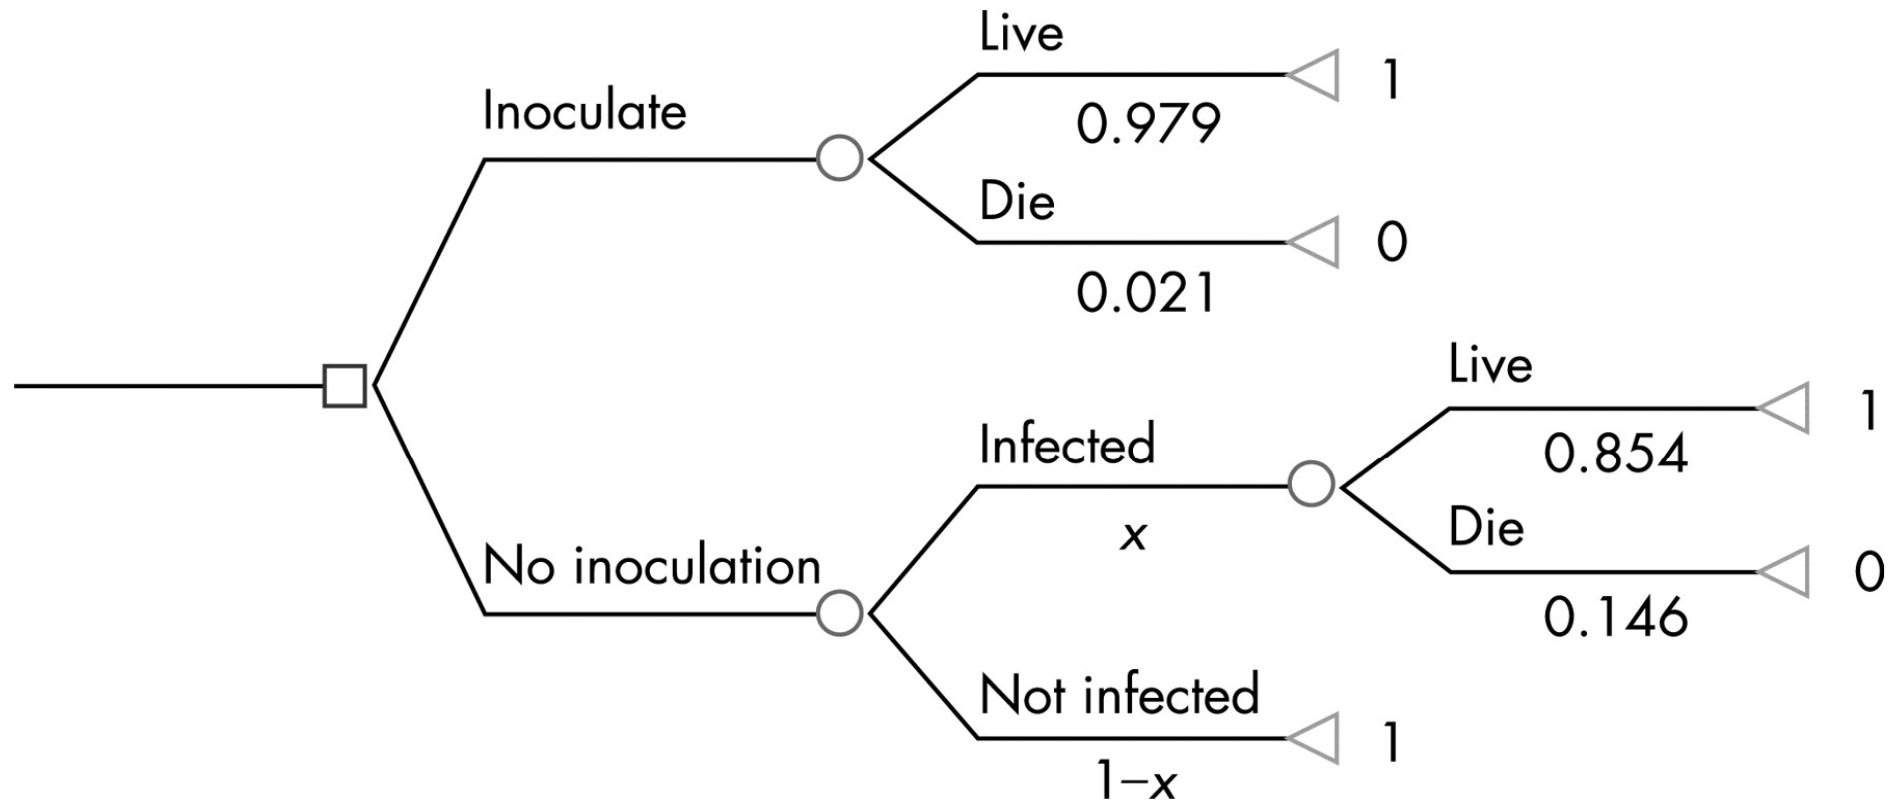 Live
1
Inoculate
0.979
Die
0
0.021
Live
1
Infected
0.854
x
Die
No inoculation
0
0.146
Not infected
1
1–x